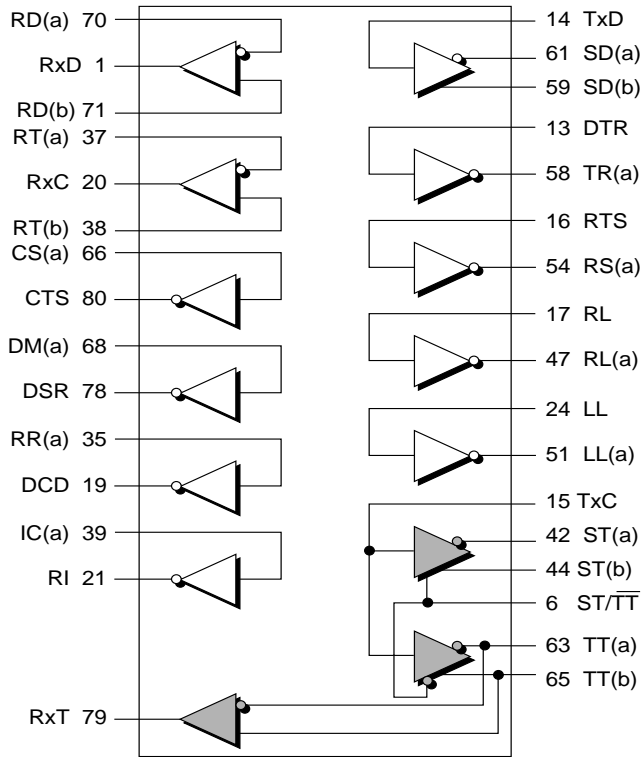 RD(a) 70
RxD 1
RD(b) 71
RT(a) 37
RxC 20
RT(b) 38
CS(a) 66
CTS 80
DM(a) 68
DSR 78
RR(a) 35
DCD 19
IC(a) 39
RI 21
RxT 79
14 TxD
61 SD(a)
59 SD(b)
13 DTR
58 TR(a)
16 RTS
54 RS(a)
17 RL
47 RL(a)
24 LL
51 LL(a)
15 TxC
42 ST(a)
44 ST(b)
6 ST/T̅T̅
63 TT(a)
65 TT(b)